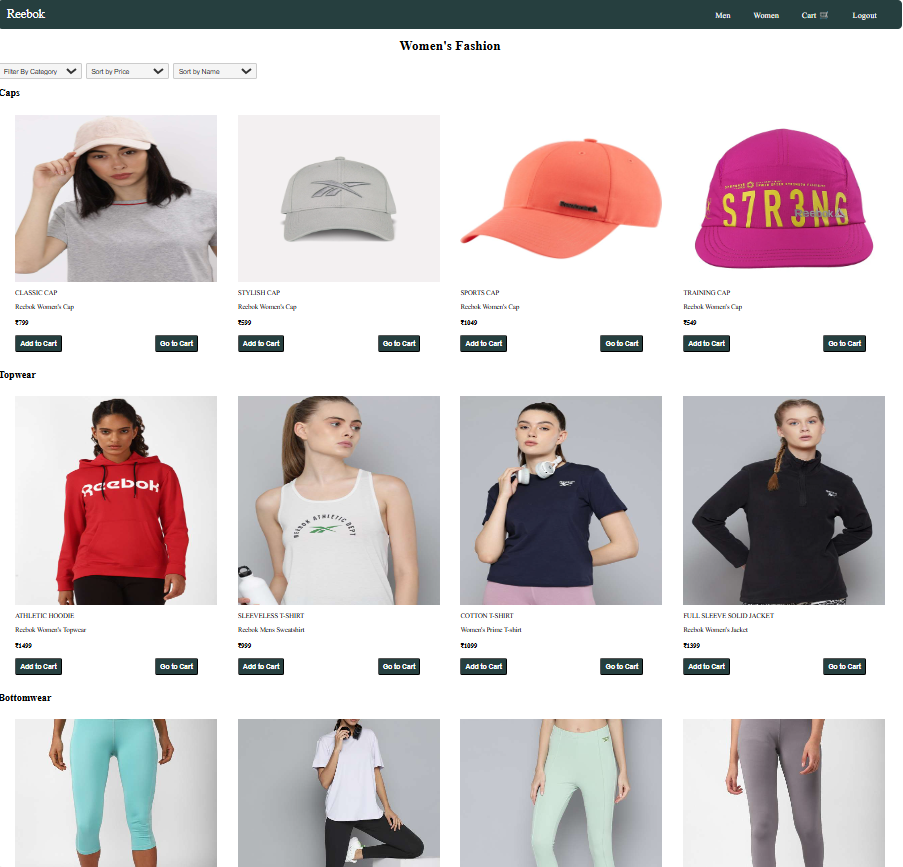 Reebok
Men Women Cart Logout
Women's Fashion
Filter By Category Sort by Price Sort by Name
Caps
S7R3NG
Reebok
CLASSIC CAP STYLISH CAP SPORTS CAP TRAINING CAP
Reebok Women's Cap Reebok Women's Cap Reebok Women's Cap Reebok Women's Cap
₹799 ₹599 ₹1049 ₹549
Add to Cart Go to Cart Add to Cart Go to Cart Add to Cart Go to Cart Add to Cart Go to Cart
Topwear
Reebok
REEBOK ATHLETIC DEPT
ATHLETIC HOODIE SLEEVELESS T-SHIRT COTTON T-SHIRT FULL SLEEVE SOLID JACKET
Reebok Women's Topwear Reebok Mens Sweatshirt Women's Prime T-shirt Reebok Women's Jacket
₹1499 ₹999 ₹1099 ₹1399
Add to Cart Go to Cart Add to Cart Go to Cart Add to Cart Go to Cart Add to Cart Go to Cart
Bottomwear